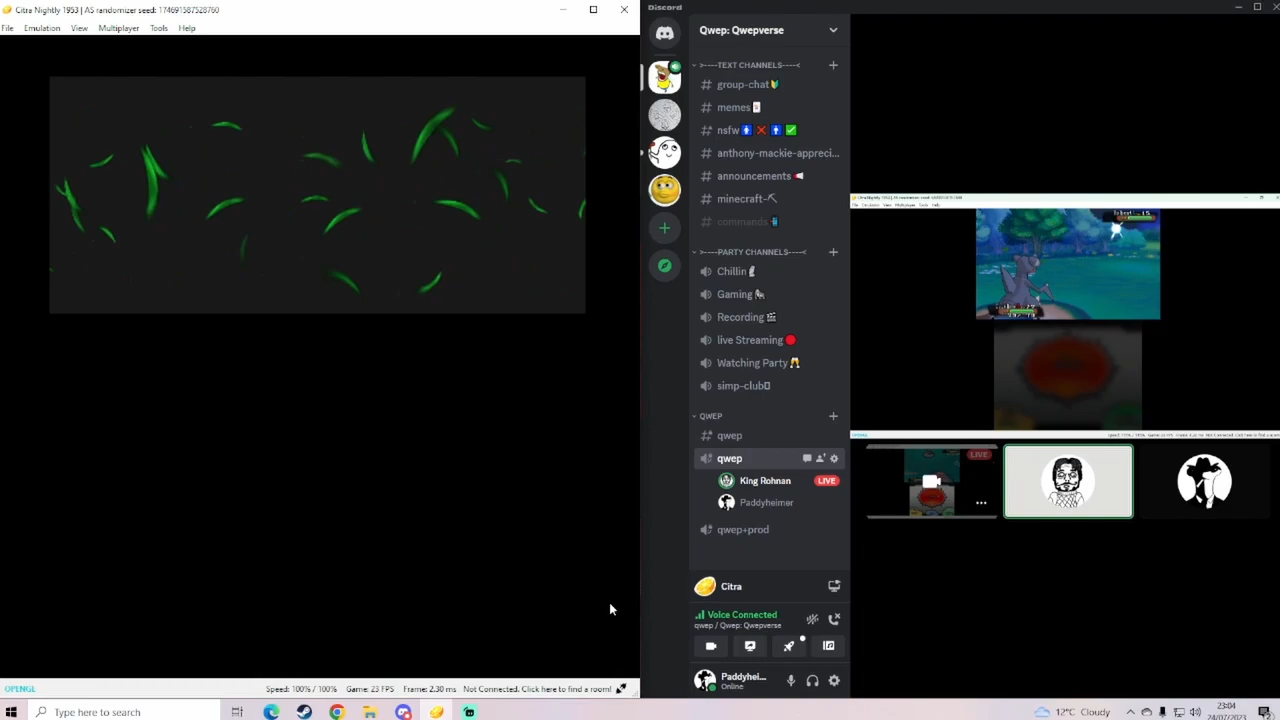 Citra Nightly 1953 | AS randomizer seed: 174691587528760
File Emulation View Multiplayer Tools Help
OPENGL
Speed: 100% / 100% Game: 23 FPS Frame: 2.30 ms Not Connected. Click here to find a room!
Discord
Qwep: Qwepverse
>----TEXT CHANNELS----<
group-chat
memes
nsfw
anthony-mackie-appreci...
announcements
minecraft-
commands
>----PARTY CHANNELS----<
Chillin
Gaming
Recording
live Streaming
Watching Party
simp-club
QWEP
qwep
qwep
King Rohnan LIVE
Paddyheimer
qwep+prod
Citra
Voice Connected
qwep / Qwep: Qwepverse
Paddyhei...
Online
LIVE
OPENGL
Type here to search
12°C Cloudy
23:04
24/07/2023